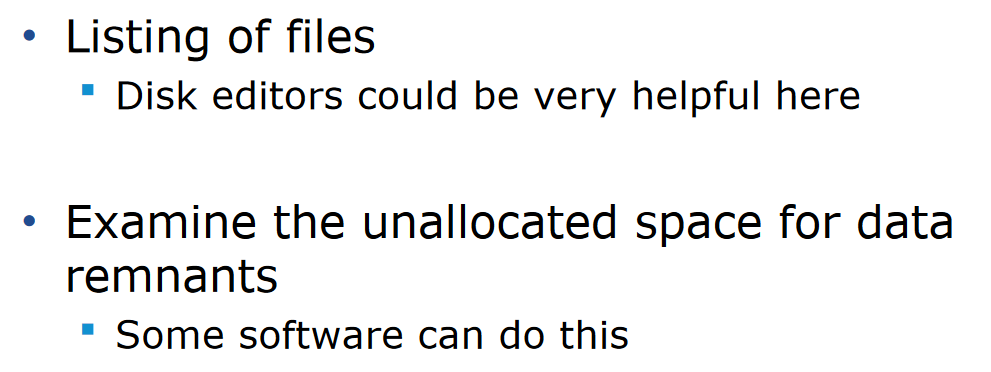 • Listing of files
▪ Disk editors could be very helpful here
• Examine the unallocated space for data
remnants
▪ Some software can do this